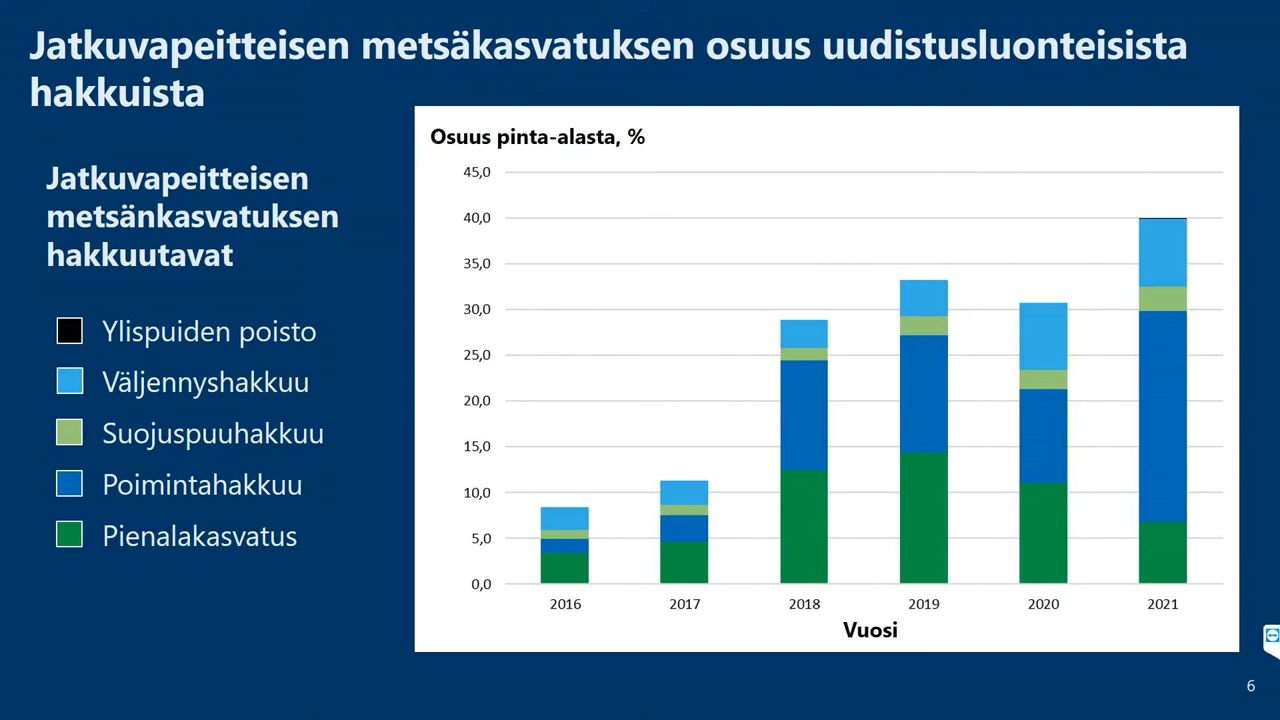 Jatkuvapeitteisen metsäkasvatuksen osuus uudistusluonteisista
hakkuista
Jatkuvapeitteisen
metsänkasvatuksen
hakkuutavat
Ylispuiden poisto
Väljennyshakkuu
Suojuspuuhakkuu
Poimintahakkuu
Pienalakasvatus
Osuus pinta-alasta, %
45,0
40,0
35,0
30,0
25,0
20,0
15,0
10,0
5,0
0,0
2016 2017 2018 2019 2020 2021
Vuosi
6